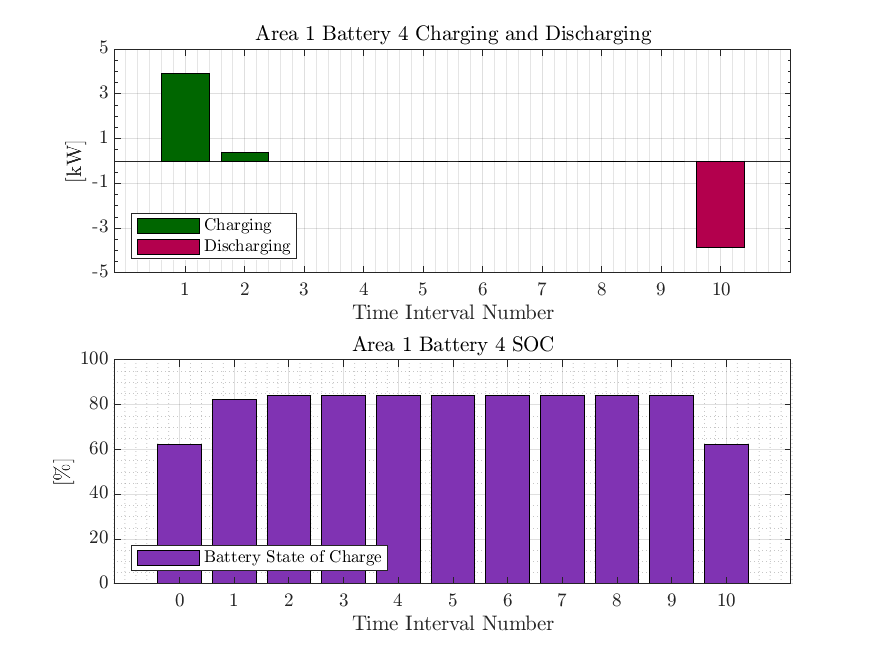 Area 1 Battery 4 Charging and Discharging
5
3
1
-1
-3
-5
[kW]
Charging
Discharging
1 2 3 4 5 6 7 8 9 10
Time Interval Number
Area 1 Battery 4 SOC
100
80
60
40
20
0
[%]
Battery State of Charge
0 1 2 3 4 5 6 7 8 9 10
Time Interval Number